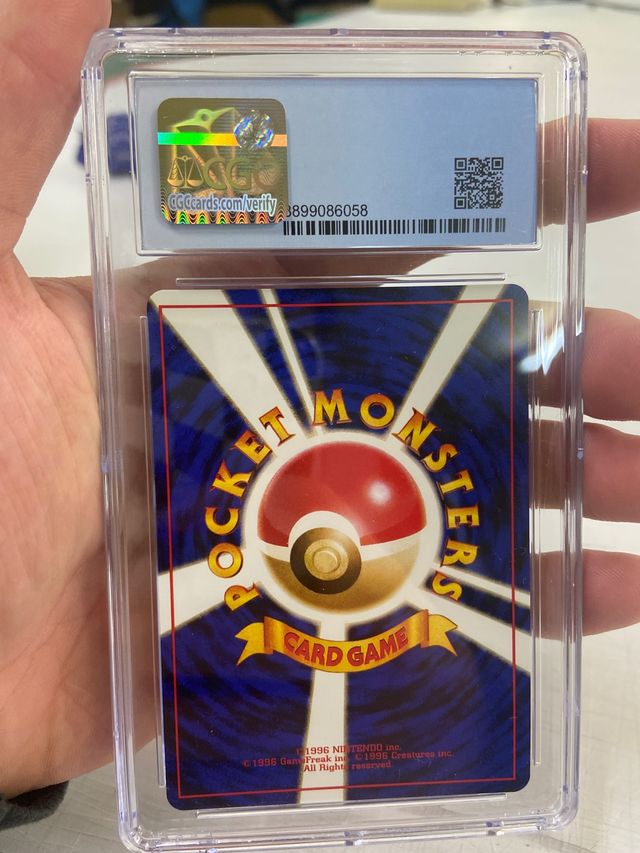 CGC
CGCcards.com/verify
899086058
POCKET MONSTERS
CARD GAME
©1996 NINTENDO inc.
©1996 GameFreak inc. ©1996 Creatures inc.
All Rights reserved.